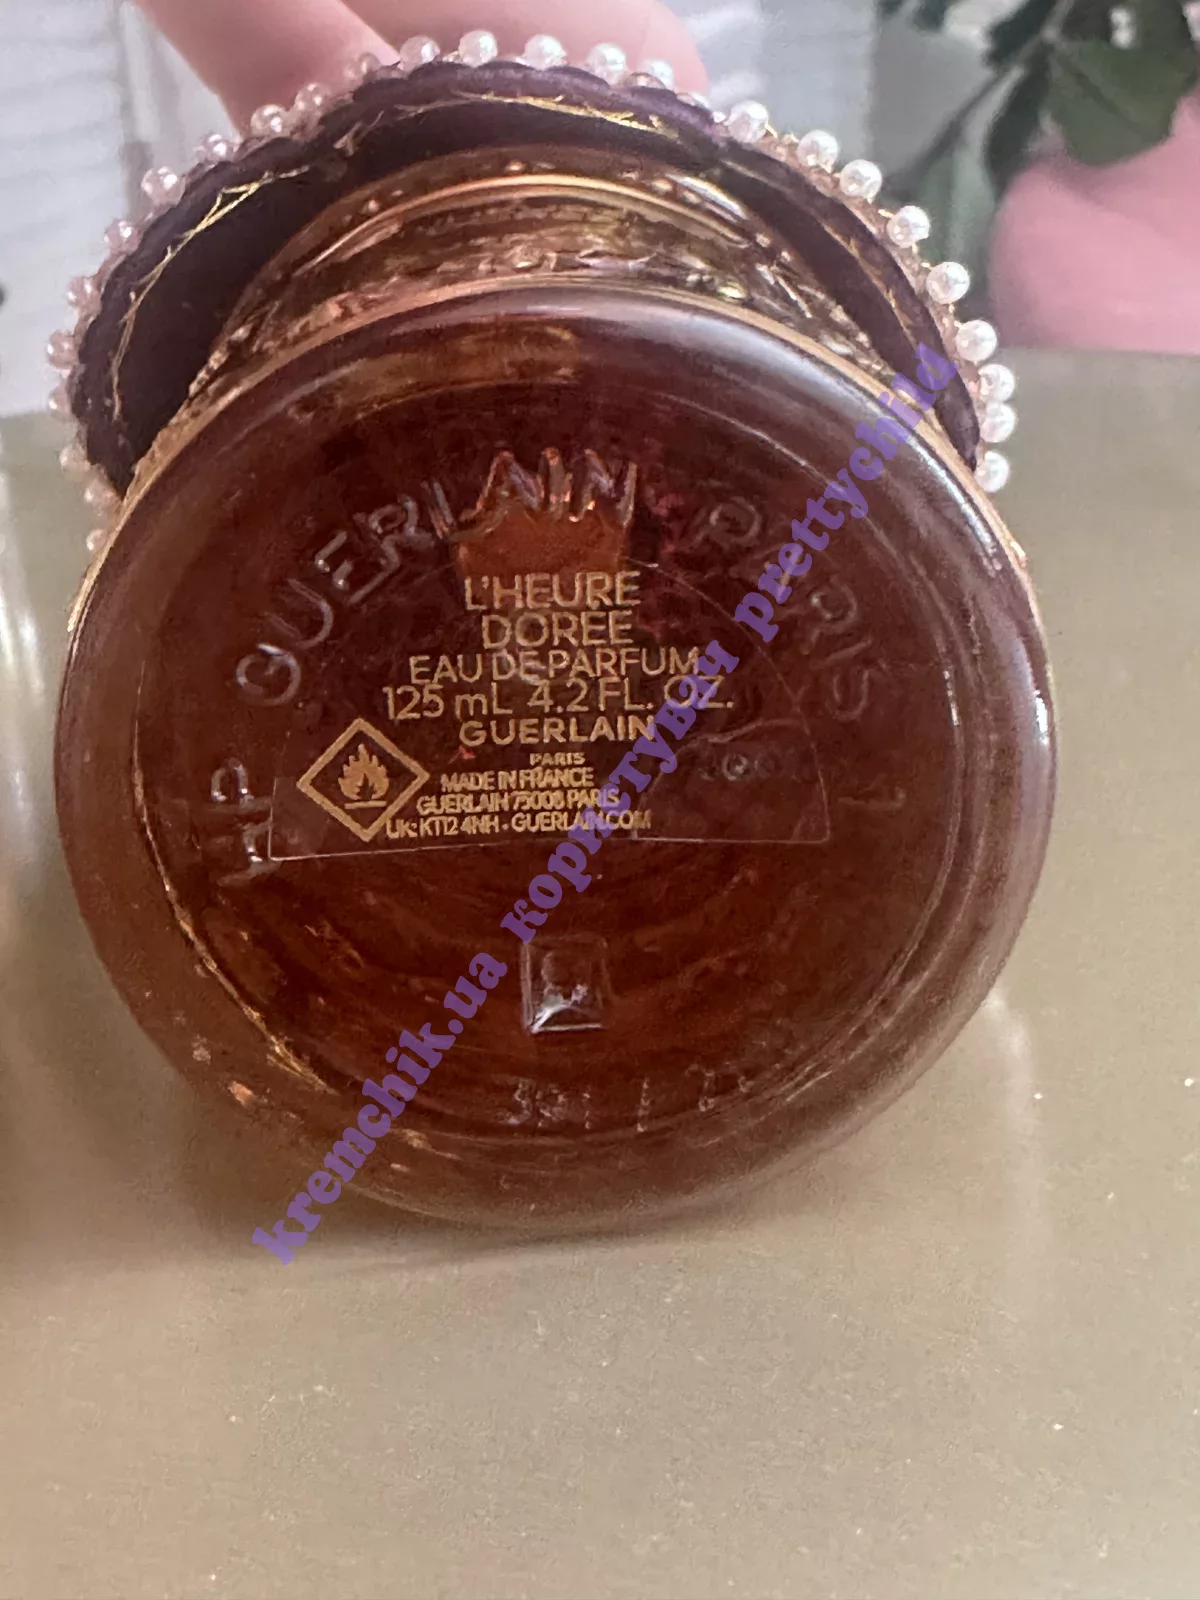 GUERLAIN PARIS
L'HEURE
DORÉE
EAU DE PARFUM
125 mL 4.2 FL. OZ.
GUERLAIN
PARIS
MADE IN FRANCE
GUERLAIN 75008 PARIS
UK: KT12 4NH • GUERLAIN.COM
HP
kremchik.ua користувач prettychild